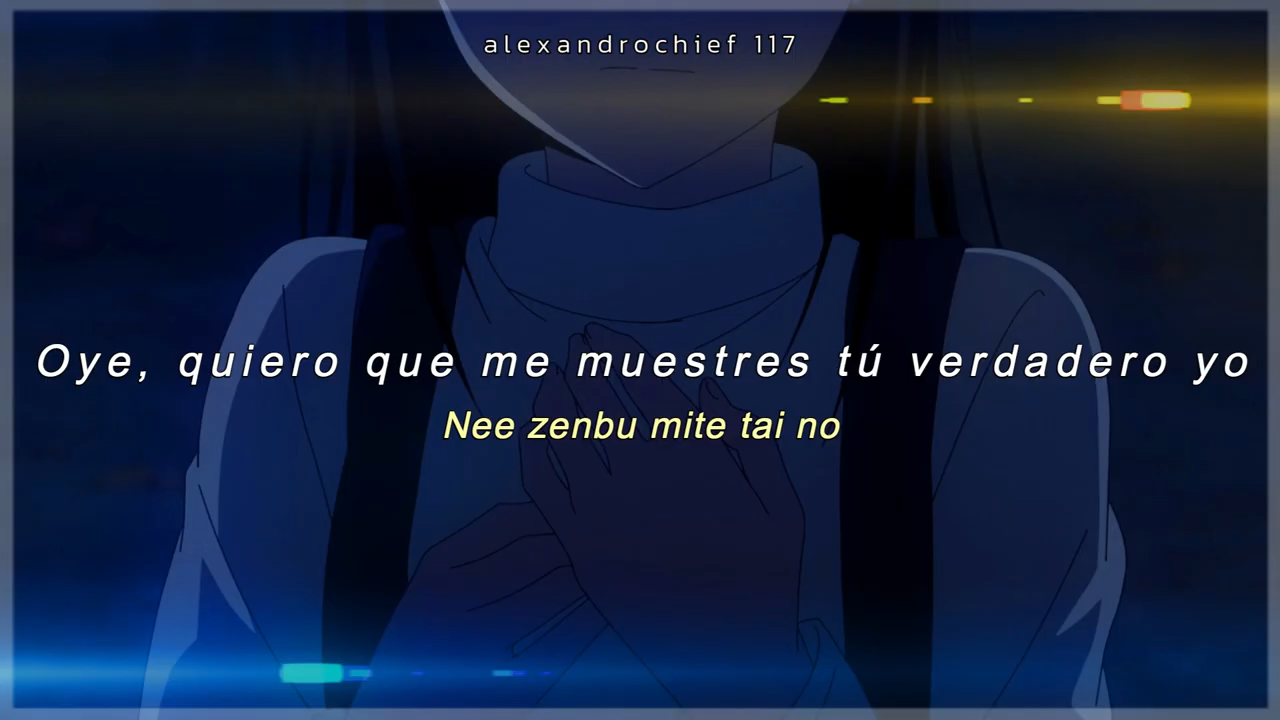 alexandrochief 117
Oye, quiero que me muestres tú verdadero yo
Nee zenbu mite tai no